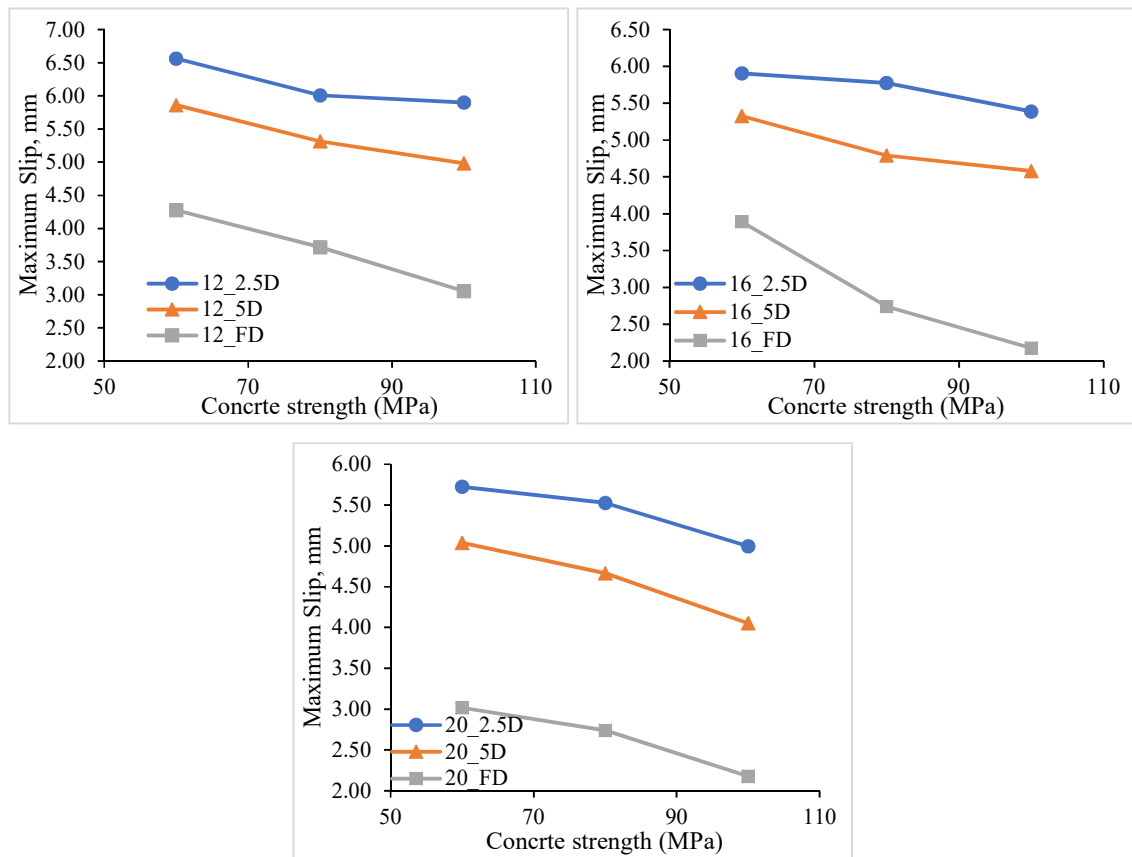 7.00
6.50
6.00
5.50
5.00
4.50
4.00
3.50
3.00
2.50
2.00
Maximum Slip, mm
12_2.5D
12_5D
12_FD
50 70 90 110
Concrte strength (MPa)
6.50
6.00
5.50
5.00
4.50
4.00
3.50
3.00
2.50
2.00
Maximum Slip, mm
16_2.5D
16_5D
16_FD
50 70 90 110
Concrte strength (MPa)
6.00
5.50
5.00
4.50
4.00
3.50
3.00
2.50
2.00
Maximum Slip, mm
20_2.5D
20_5D
20_FD
50 70 90 110
Concrte strength (MPa)